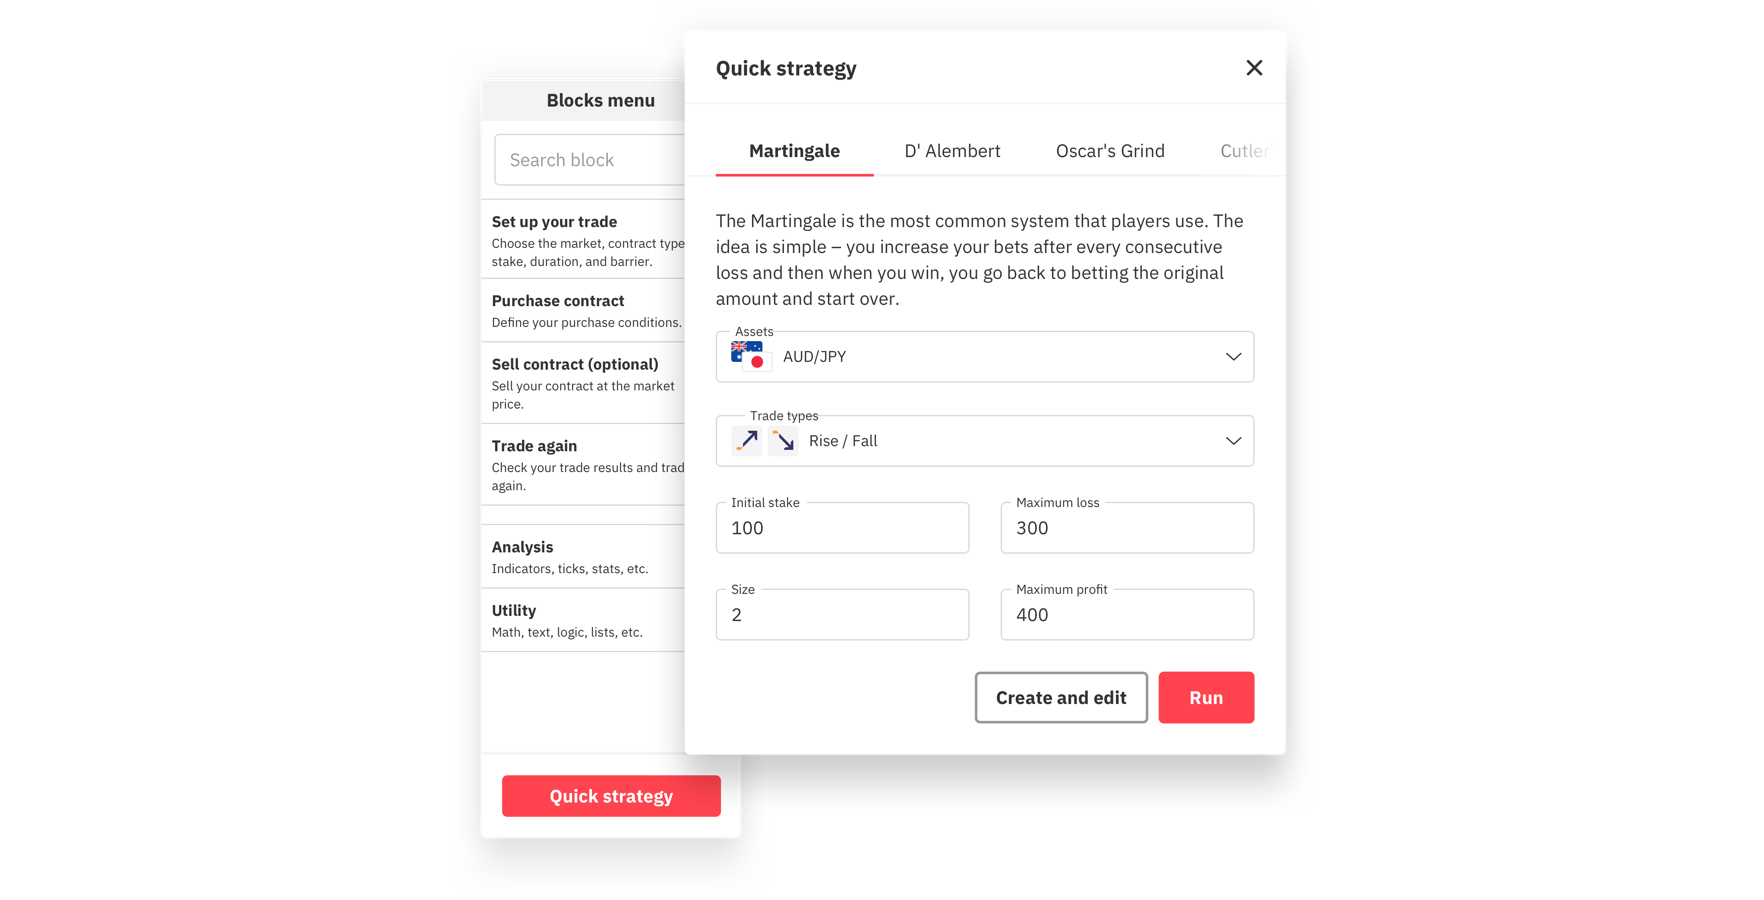 Blocks menu
Search block
Set up your trade
Choose the market, contract type
stake, duration, and barrier.
Purchase contract
Define your purchase conditions.
Sell contract (optional)
Sell your contract at the market
price.
Trade again
Check your trade results and trad
again.
Analysis
Indicators, ticks, stats, etc.
Utility
Math, text, logic, lists, etc.
Quick strategy
Quick strategy
Martingale
D' Alembert
Oscar's Grind
Cutler
The Martingale is the most common system that players use. The
idea is simple – you increase your bets after every consecutive
loss and then when you win, you go back to betting the original
amount and start over.
Assets
AUD/JPY
Trade types
Rise / Fall
Initial stake
100
Maximum loss
300
Size
2
Maximum profit
400
Create and edit
Run